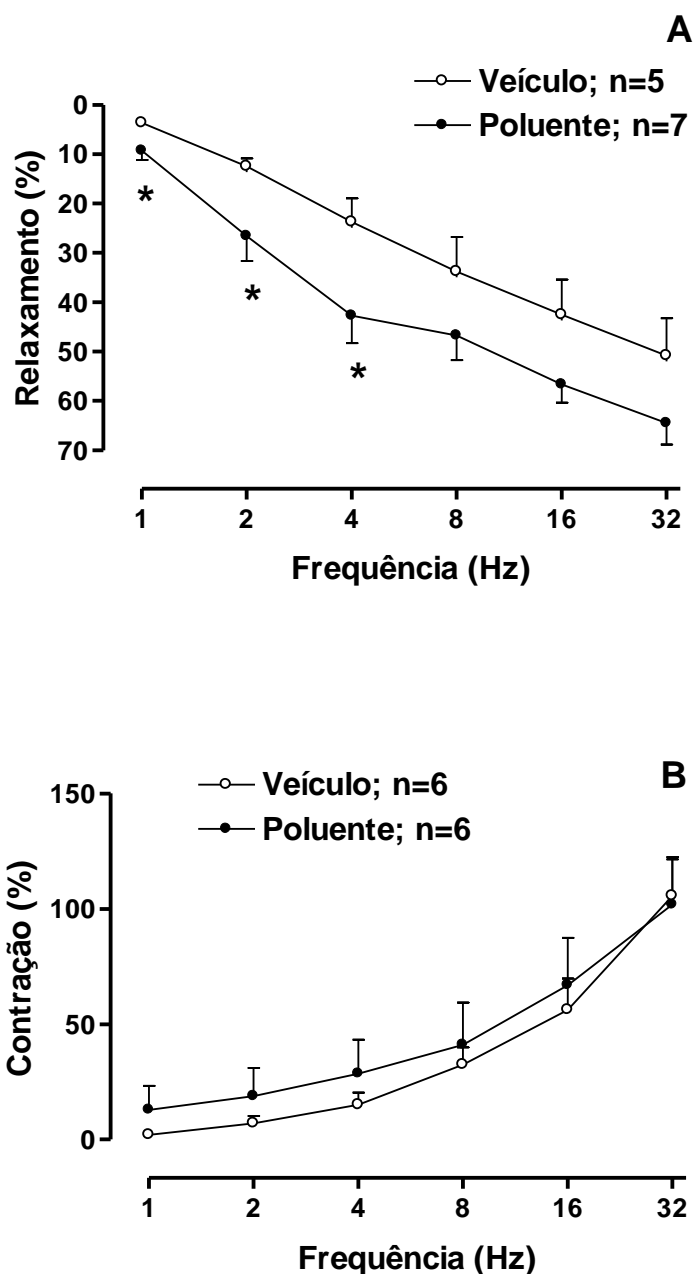 A
Veículo; n=5
Poluente; n=7
Relaxamento (%)
0
10
20
30
40
50
60
70
*
*
*
1 2 4 8 16 32
Frequência (Hz)
B
Veículo; n=6
Poluente; n=6
Contração (%)
150
100
50
0
1 2 4 8 16 32
Frequência (Hz)